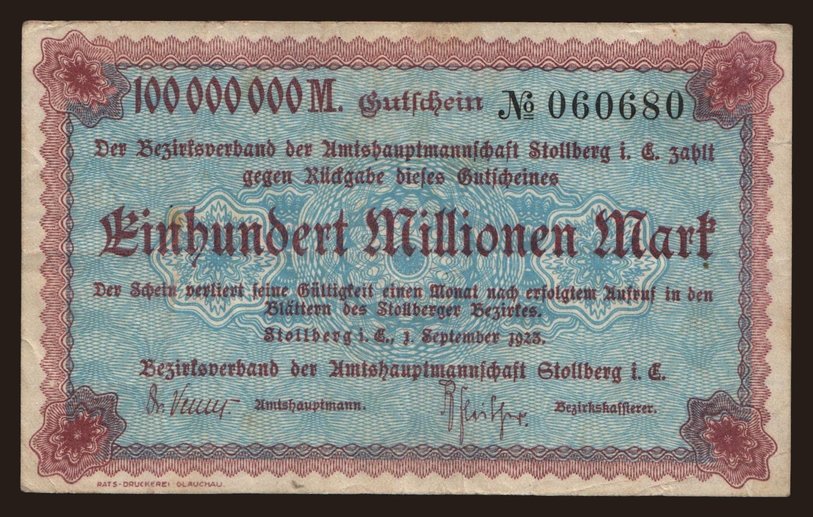 100 000 000 M. Gutschein № 060680
Der Bezirksverband der Amtshauptmannschaft Stollberg i. E. zahlt
gegen Rückgabe dieses Gutscheines
Einhundert Millionen Mark
Der Schein verliert seine Gültigkeit einen Monat nach erfolgtem Aufruf in den
Blättern des Stollberger Bezirkes.
Stollberg i. E., 1. September 1923.
Bezirksverband der Amtshauptmannschaft Stollberg i. E.
Amtshauptmann. Bezirkskassierer.
RATS-DRUCKEREI GLAUCHAU.